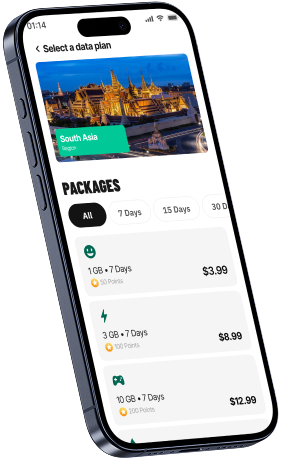 01:14
Select a data plan
South Asia
Region
PACKAGES
All 7 Days 15 Days 30 D
1 GB • 7 Days
50 Points
$3.99
3 GB • 7 Days
100 Points
$8.99
10 GB • 7 Days
200 Points
$12.99